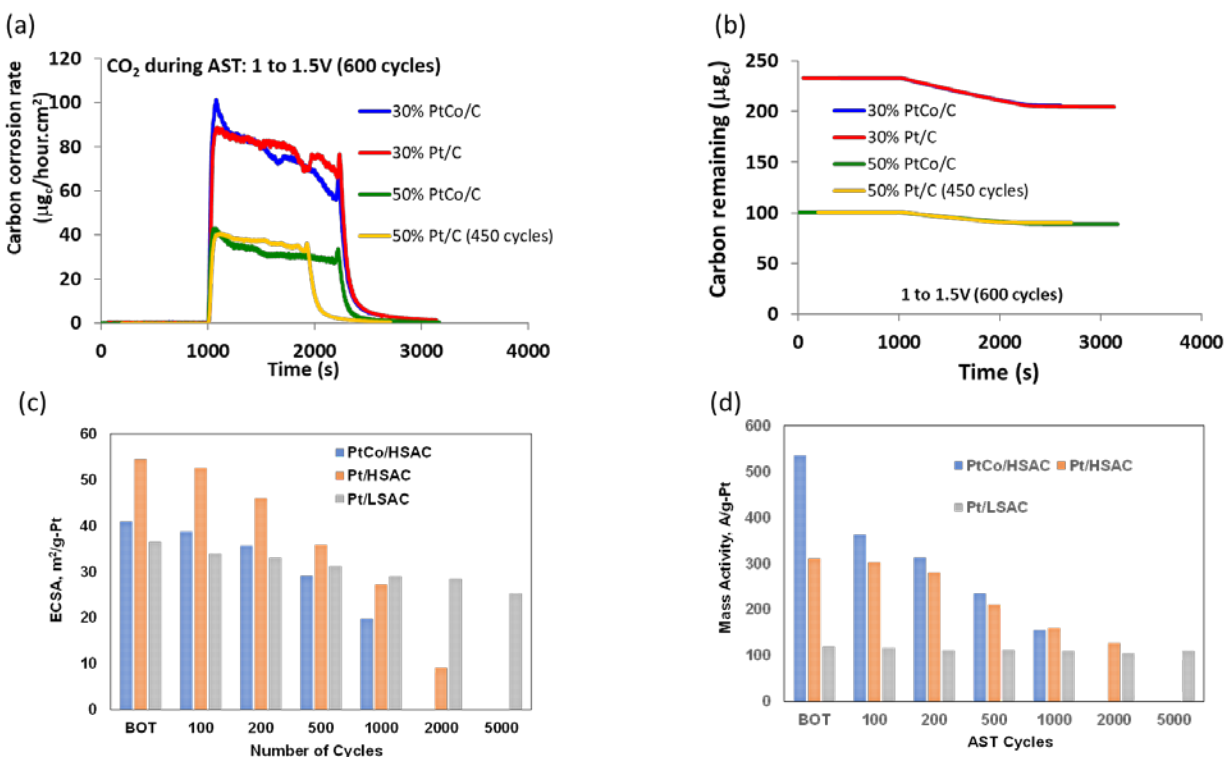 (a)
CO₂ during AST: 1 to 1.5V (600 cycles)
Carbon corrosion rate
(μg꜀/hour.cm²)
120
100
80
60
40
20
0
30% PtCo/C
30% Pt/C
50% PtCo/C
50% Pt/C (450 cycles)
0 1000 2000 3000 4000
Time (s)
(b)
Carbon remaining (μg꜀)
250
200
150
100
50
0
30% PtCo/C
30% Pt/C
50% PtCo/C
50% Pt/C (450 cycles)
1 to 1.5V (600 cycles)
0 1000 2000 3000 4000
Time (s)
(c)
ECSA, m²/g-Pt
60
50
40
30
20
10
0
PtCo/HSAC
Pt/HSAC
Pt/LSAC
BOT 100 200 500 1000 2000 5000
Number of Cycles
(d)
Mass Activity, A/g-Pt
600
500
400
300
200
100
0
PtCo/HSAC Pt/HSAC
Pt/LSAC
BOT 100 200 500 1000 2000 5000
AST Cycles